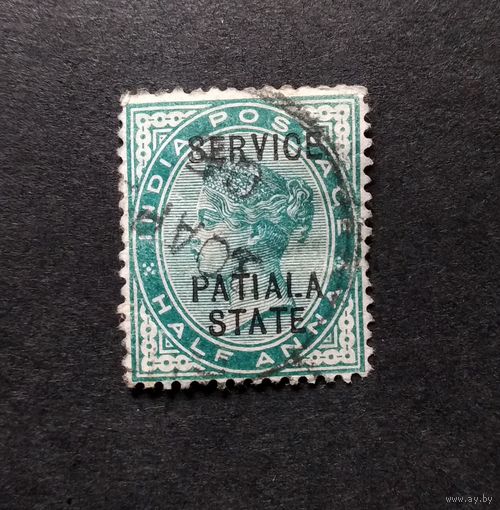 INDIA POSTAGE
SERVICE
PATIALA
STATE
HALF ANNA
www.ay.by